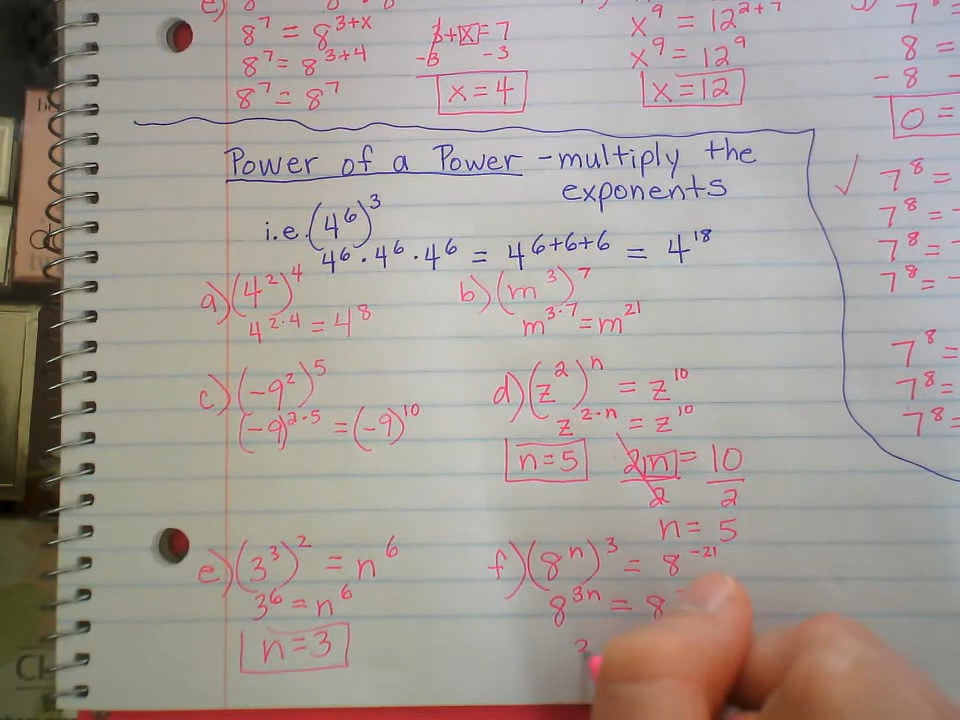 8⁷ = 8³⁺ˣ
8⁷ = 8³⁺⁴
8⁷ = 8⁷
3 + x = 7
-3 -3
x = 4
x⁹ = 12²⁺⁷
x⁹ = 12⁹
x = 12
8 =
- 8 -
0 =
Power of a Power - multiply the
exponents
i.e. (4⁶)³
4⁶ · 4⁶ · 4⁶ = 4⁶⁺⁶⁺⁶ = 4¹⁸
a) (4²)⁴
4²·⁴ = 4⁸
b) (m³)⁷
m³·⁷ = m²¹
c) (-9²)⁵
(-9)²·⁵ = (-9)¹⁰
d) (z²)ⁿ = z¹⁰
z²·ⁿ = z¹⁰
2n = 10
2 2
n = 5
n = 5
e) (3³)² = n⁶
3⁶ = n⁶
n = 3
f) (8ⁿ)³ = 8⁻²¹
8³ⁿ = 8
✓ 7⁸ =
7⁸ = -
7⁸ = -
7⁸ = -
7⁸ =
7⁸ =
7⁸ =